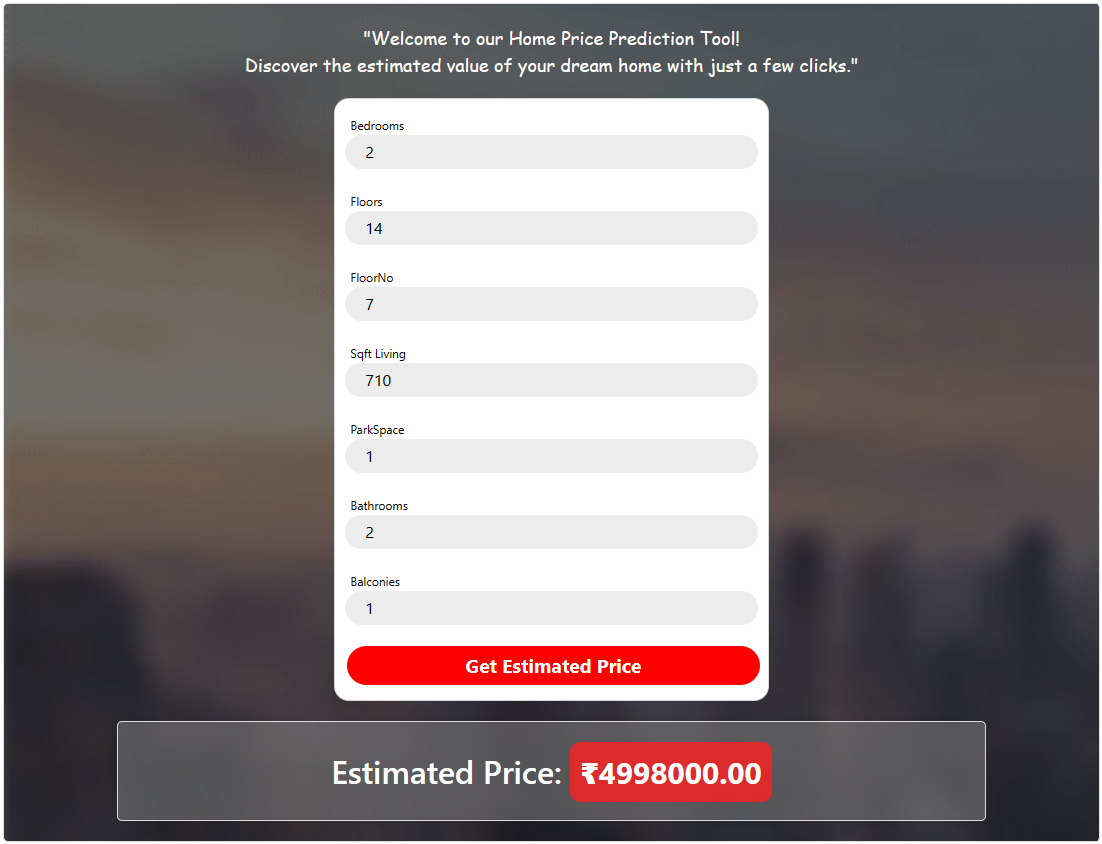 "Welcome to our Home Price Prediction Tool!
Discover the estimated value of your dream home with just a few clicks."
Bedrooms
2
Floors
14
FloorNo
7
Sqft Living
710
ParkSpace
1
Bathrooms
2
Balconies
1
Get Estimated Price
Estimated Price: ₹4998000.00